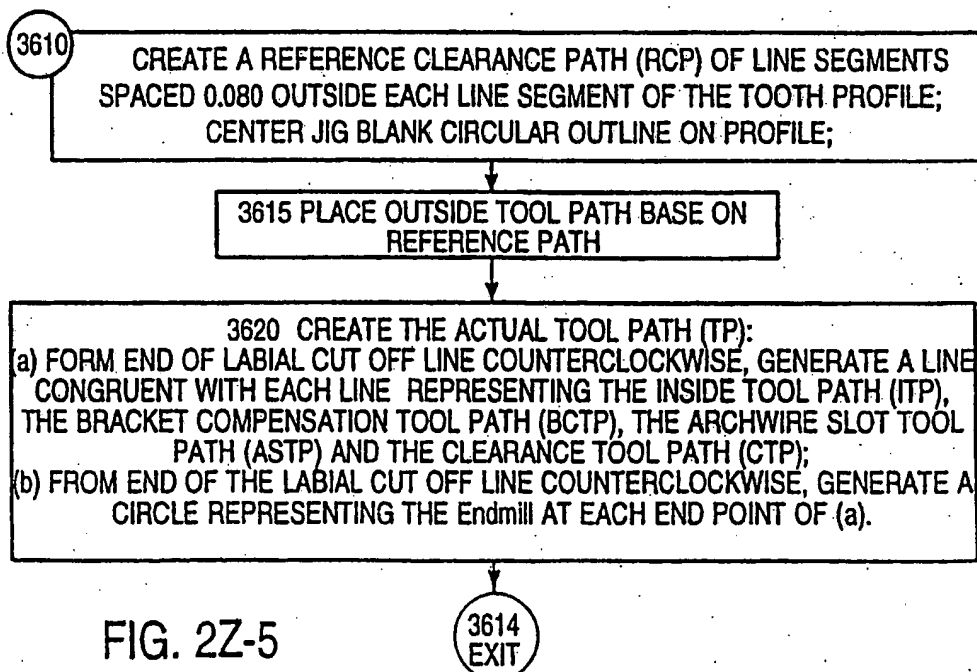 3610
CREATE A REFERENCE CLEARANCE PATH (RCP) OF LINE SEGMENTS
SPACED 0.080 OUTSIDE EACH LINE SEGMENT OF THE TOOTH PROFILE;
CENTER JIG BLANK CIRCULAR OUTLINE ON PROFILE;
3615 PLACE OUTSIDE TOOL PATH BASE ON
REFERENCE PATH
3620 CREATE THE ACTUAL TOOL PATH (TP):
(a) FORM END OF LABIAL CUT OFF LINE COUNTERCLOCKWISE, GENERATE A LINE
CONGRUENT WITH EACH LINE REPRESENTING THE INSIDE TOOL PATH (ITP),
THE BRACKET COMPENSATION TOOL PATH (BCTP), THE ARCHWIRE SLOT TOOL
PATH (ASTP) AND THE CLEARANCE TOOL PATH (CTP);
(b) FROM END OF THE LABIAL CUT OFF LINE COUNTERCLOCKWISE, GENERATE A
CIRCLE REPRESENTING THE Endmill AT EACH END POINT OF (a).
3614
EXIT
FIG. 2Z-5